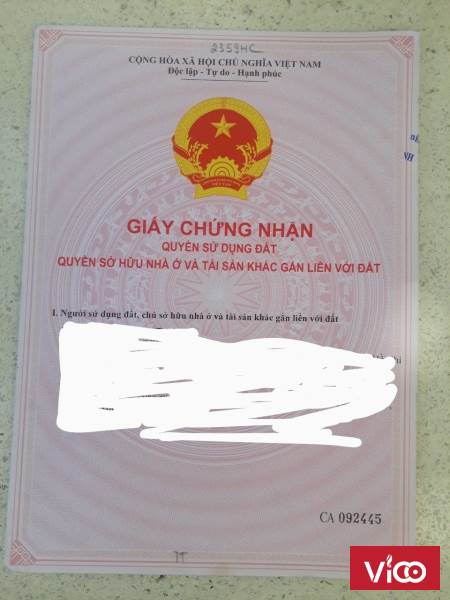 2359HC
CỘNG HÒA XÃ HỘI CHỦ NGHĨA VIỆT NAM
Độc lập - Tự do - Hạnh phúc
GIẤY CHỨNG NHẬN
QUYỀN SỬ DỤNG ĐẤT
QUYỀN SỞ HỮU NHÀ Ở VÀ TÀI SẢN KHÁC GẮN LIỀN VỚI ĐẤT
I. Người sử dụng đất, chủ sở hữu nhà ở và tài sản khác gắn liền với đất
CA 092445
Vioo